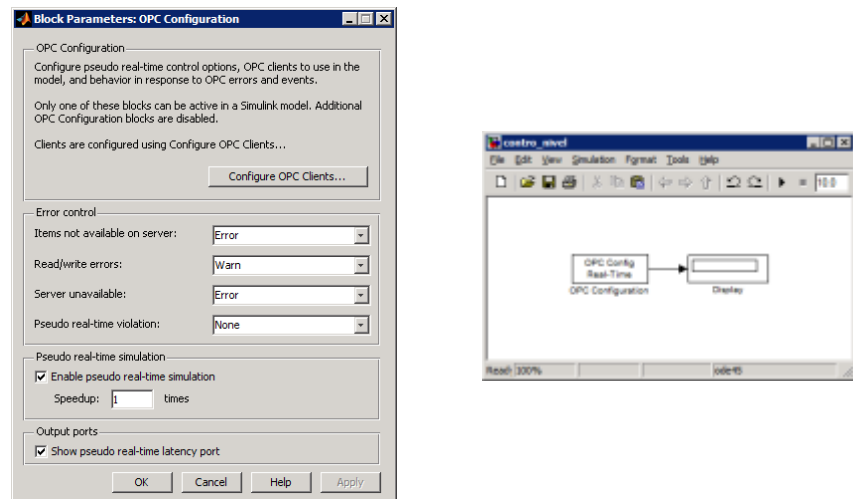 Block Parameters: OPC Configuration
OPC Configuration
Configure pseudo real-time control options, OPC clients to use in the
model, and behavior in response to OPC errors and events.
Only one of these blocks can be active in a Simulink model. Additional
OPC Configuration blocks are disabled.
Clients are configured using Configure OPC Clients...
Configure OPC Clients...
Error control
Items not available on server: Error
Read/write errors: Warn
Server unavailable: Error
Pseudo real-time violation: None
Pseudo real-time simulation
Enable pseudo real-time simulation
Speedup: 1 times
Output ports
Show pseudo real-time latency port
OK Cancel Help Apply
contro_nivel
File Edit View Simulation Format Tools Help
10.0
OPC Config
Real-Time
OPC Configuration
Display
Ready 100% ode45